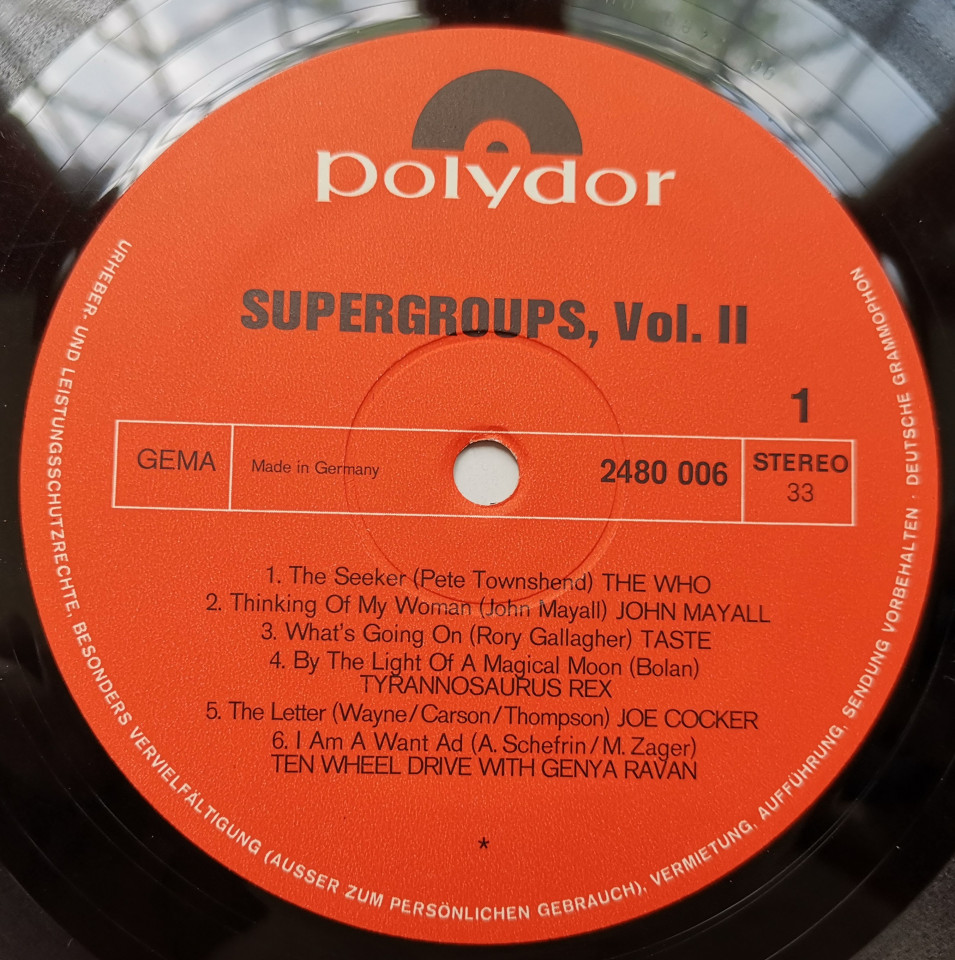 polydor
SUPERGROUPS, Vol. II
1
GEMA
Made in Germany
2480 006
STEREO
33
1. The Seeker (Pete Townshend) THE WHO
2. Thinking Of My Woman (John Mayall) JOHN MAYALL
3. What's Going On (Rory Gallagher) TASTE
4. By The Light Of A Magical Moon (Bolan)
TYRANNOSAURUS REX
5. The Letter (Wayne/Carson/Thompson) JOE COCKER
6. I Am A Want Ad (A. Schefrin/M. Zager)
TEN WHEEL DRIVE WITH GENYA RAVAN
*
URHEBER- UND LEISTUNGSSCHUTZRECHTE, BESONDERS VERVIELFÄLTIGUNG (AUSSER ZUM PERSÖNLICHEN GEBRAUCH), VERMIETUNG, AUFFÜHRUNG, SENDUNG VORBEHALTEN · DEUTSCHE GRAMMOPHON